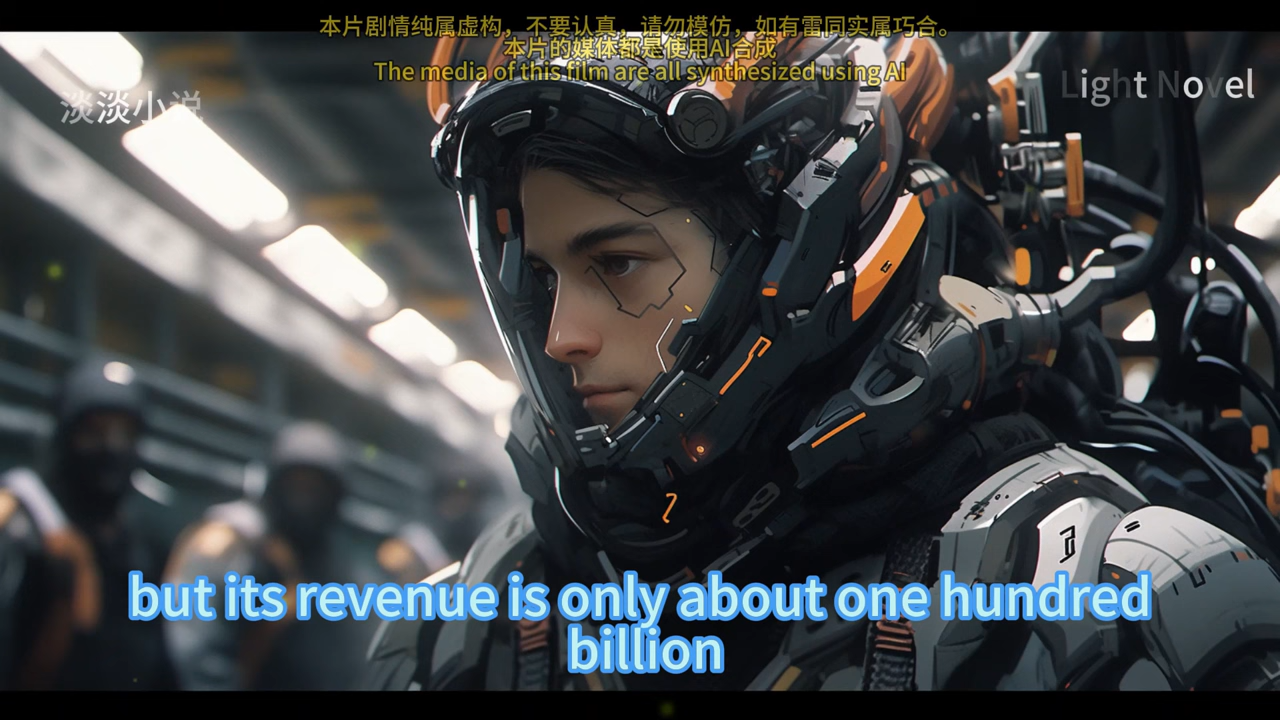 本片剧情纯属虚构，不要认真，请勿模仿，如有雷同实属巧合。
本片的媒体都是使用AI合成
The media of this film are all synthesized using AI
淡淡小说
Light Novel
but its revenue is only about one hundred
billion